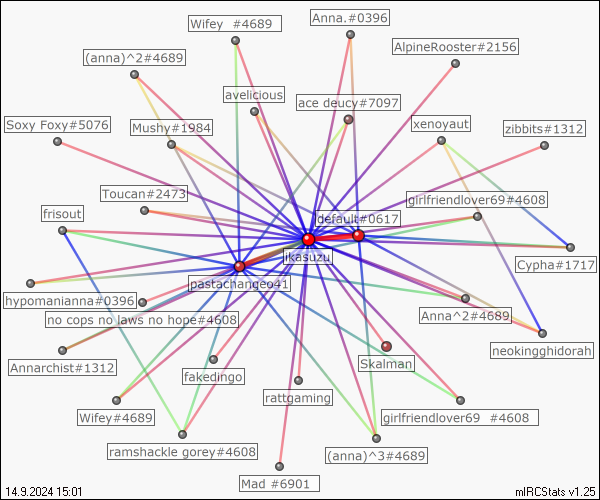 Wifey  #4689
Anna.#0396
AlpineRooster#2156
(anna)^2#4689
avelicious
ace deucy#7097
Soxy Foxy#5076
Mushy#1984
xenoyaut
zibbits#1312
Toucan#2473
girlfriendlover69#4608
frisout
default#0617
jkasuzu
Cypha#1717
pastachangeo41
hypomanianna#0396
no cops no laws no hope#4608
Anna^2#4689
neokingghidorah
Annarchist#1312
fakedingo
Skalman
rattgaming
Wifey#4689
girlfriendlover69  #4608
ramshackle gorey#4608
(anna)^3#4689
Mad #6901
14.9.2024 15:01
mIRCStats v1.25